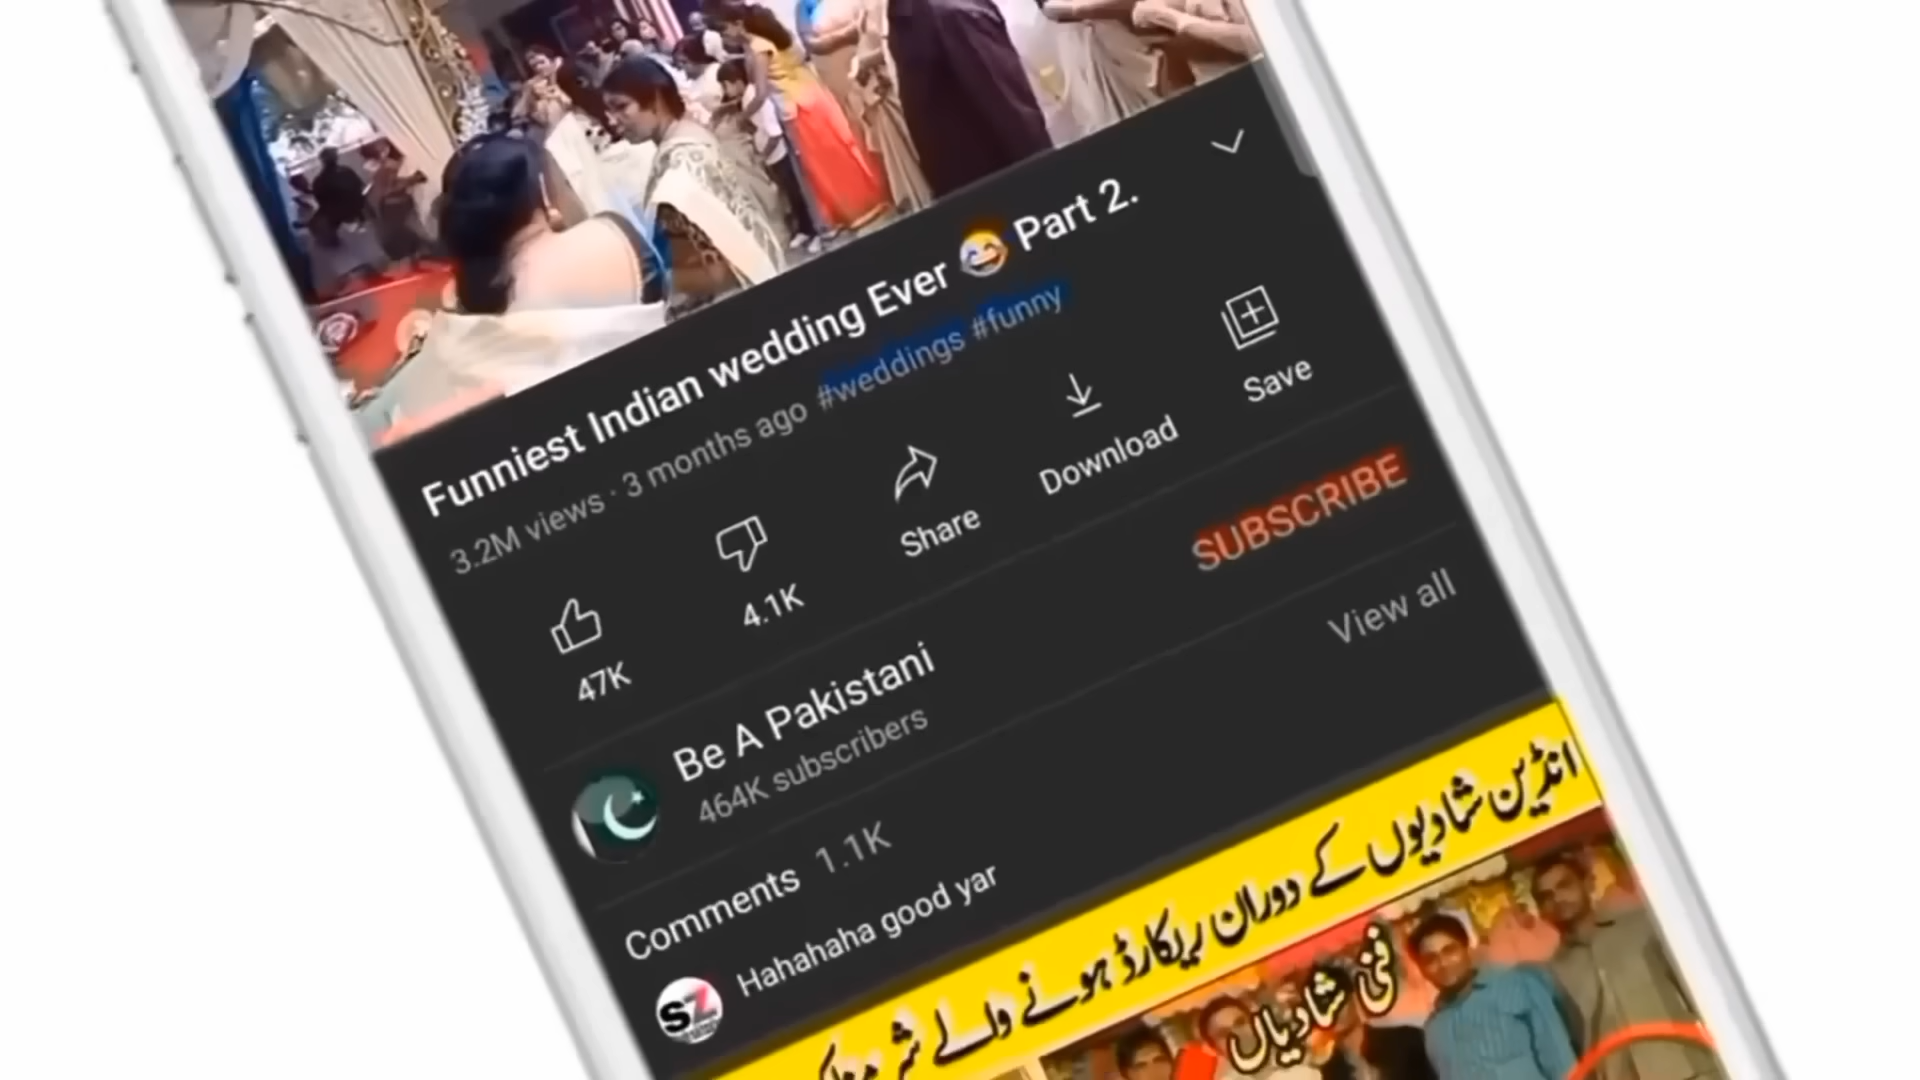 Funniest Indian wedding Ever 😂 Part 2.
3.2M views · 3 months ago #weddings #funny
47K
4.1K
Share
Download
Save
Be A Pakistani
464K subscribers
SUBSCRIBE
Comments 1.1K
View all
SZ
Hahahaha good yar
انڈین شادیوں کے دوران ریکارڈ ہونے والے
فنی شادیاں